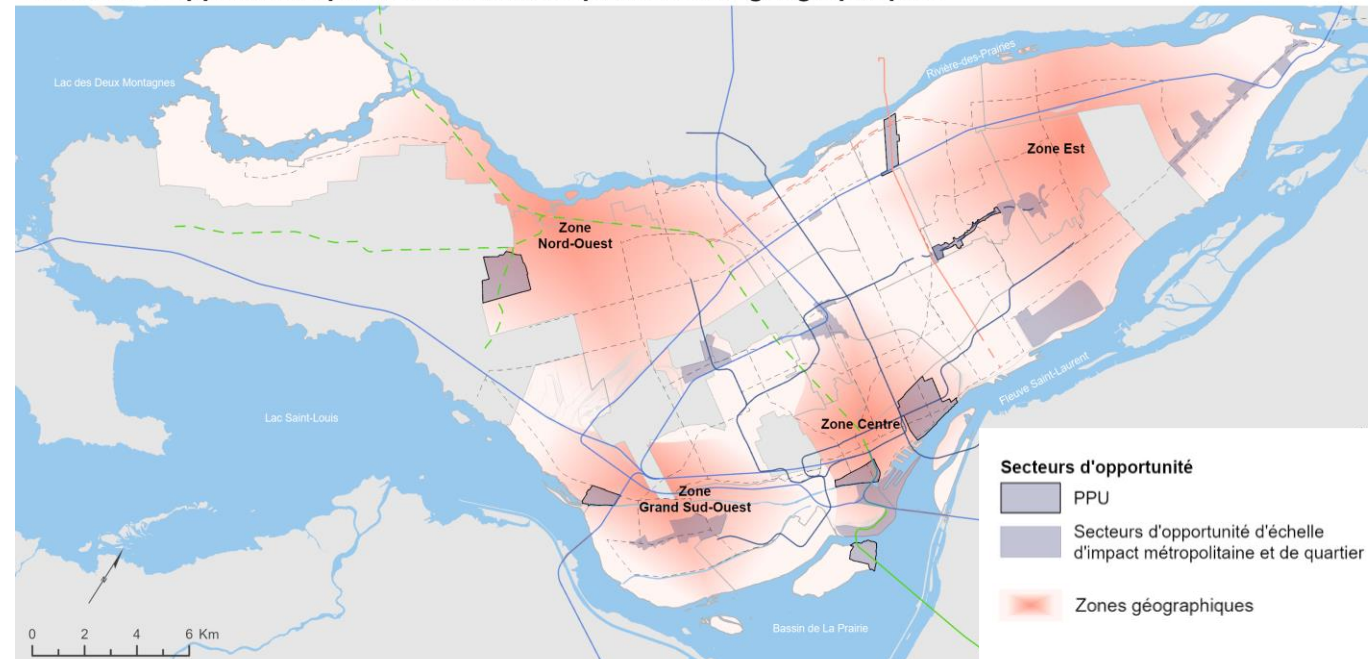 Lac des Deux Montagnes
Rivière-des-Prairies
Zone Est
Zone
Nord-Ouest
Fleuve Saint-Laurent
Lac Saint-Louis
Zone Centre
Zone
Grand Sud-Ouest
Bassin de La Prairie
0 2 4 6 Km
Secteurs d'opportunité
PPU
Secteurs d'opportunité d'échelle
d'impact métropolitaine et de quartier
Zones géographiques